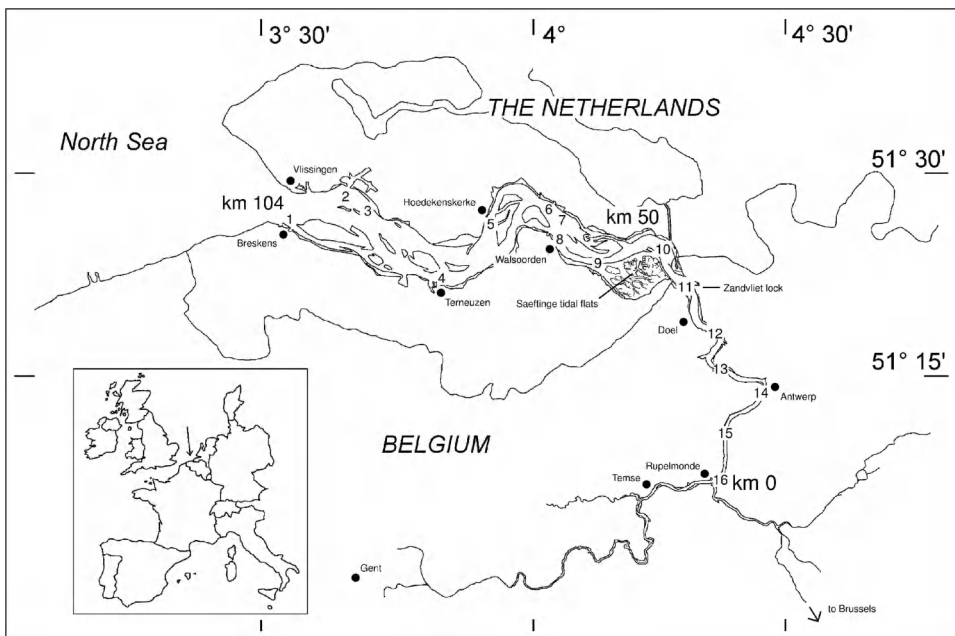 3° 30'
4°
4° 30'
THE NETHERLANDS
North Sea
51° 30'
Vlissingen
km 104
2
3
Hoedekenskerke
6
7
km 50
1
5
Breskens
8
6
10
Walsoorden
9
4
Terneuzen
Saeftinge tidal flats
11
Zandvliet lock
Doel
12
51° 15'
13
14
Antwerp
BELGIUM
15
Rupelmonde
Temse
16
km 0
Gent
to Brussels